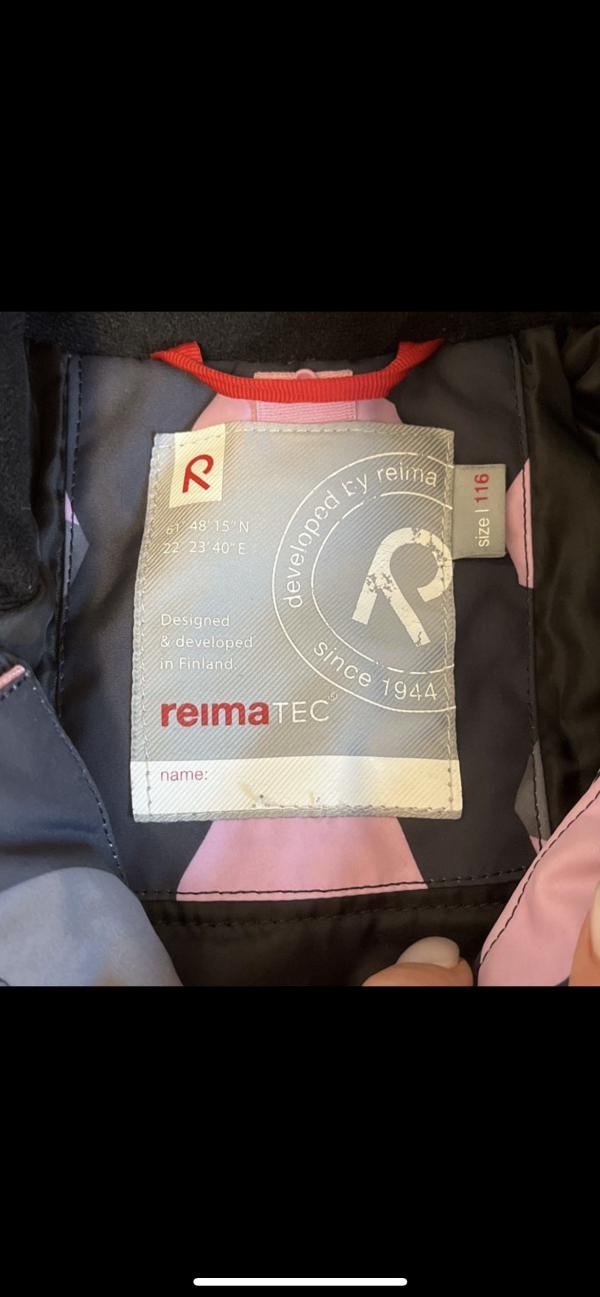 R
61° 48'15"N
22° 23'40"E
developed by reima
R
since 1944
size | 116
Designed
& developed
in Finland.
reimaTEC®
name: